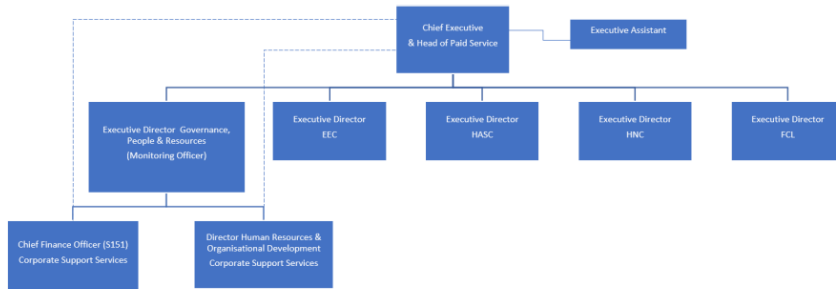 Chief Executive
& Head of Paid Service
Executive Assistant
Executive Director Governance,
People & Resources
(Monitoring Officer)
Executive Director
EEC
Executive Director
HASC
Executive Director
HNC
Executive Director
FCL
Chief Finance Officer (S151)
Corporate Support Services
Director Human Resources &
Organisational Development
Corporate Support Services